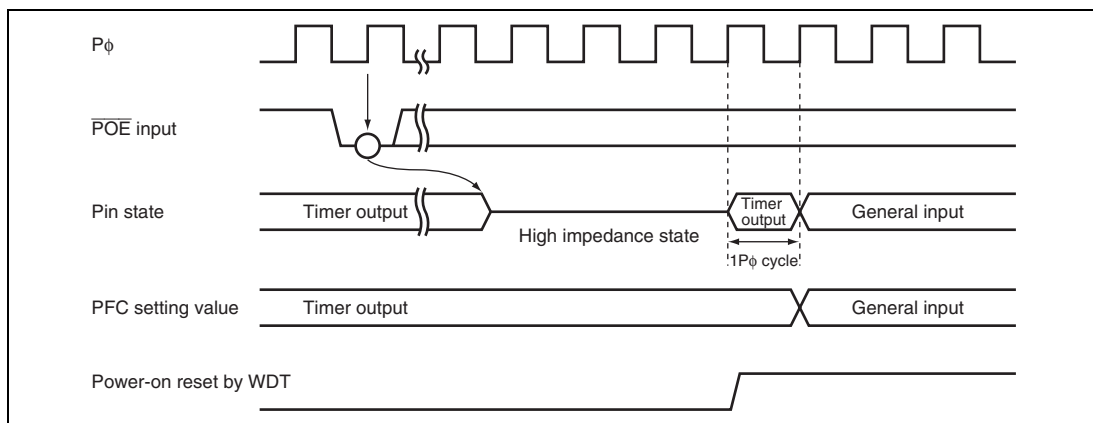 Pϕ
POE input
Pin state
Timer output
High impedance state
Timer
output
General input
1Pϕ cycle
PFC setting value
Timer output
General input
Power-on reset by WDT